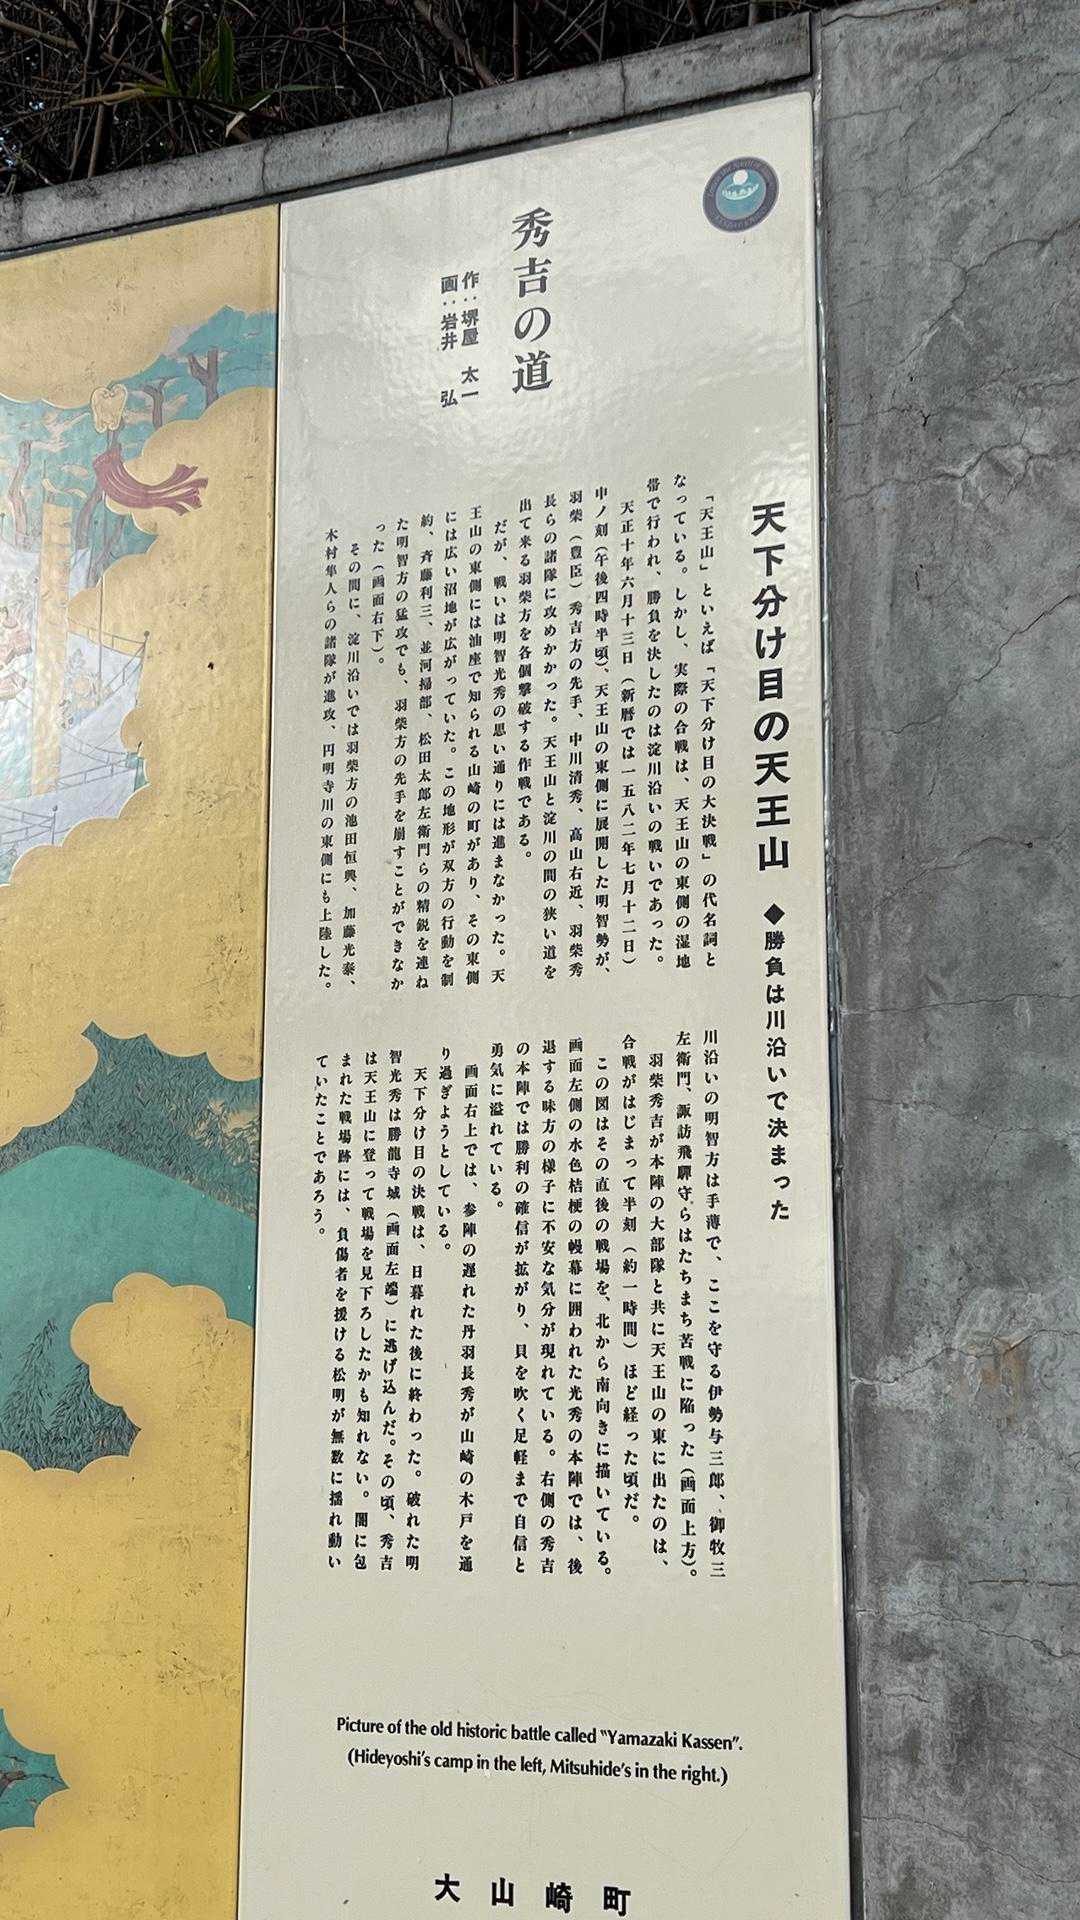 秀吉の道
作：堺屋 太一
画：岩井 弘
天下分け目の天王山 ◆勝負は川沿いで決まった
「天王山」といえば「天下分け目の大決戦」の代名詞と
なっている。しかし、実際の合戦は、天王山の東側の湿地
帯で行われ、勝負を決したのは淀川沿いの戦いであった。
天正十年六月十三日（新暦では一五八二年七月十二日）
申ノ刻（午後四時半頃）、天王山の東側に展開した明智勢が、
羽柴（豊臣）秀吉方の先手、中川清秀、高山右近、羽柴秀
長らの諸隊に攻めかかった。天王山と淀川の間の狭い道を
出て来る羽柴方を各個撃破する作戦である。
だが、戦いは明智光秀の思い通りには進まなかった。天
王山の東側には油座で知られる山崎の町があり、その東側
には広い沼地が広がっていた。この地形が双方の行動を制
約、斉藤利三、並河掃部、松田太郎左衛門らの精鋭を連ね
た明智方の猛攻でも、羽柴方の先手を崩すことができなか
った（画面右下）。
その間に、淀川沿いでは羽柴方の池田恒興、加藤光泰、
木村隼人らの諸隊が進攻、円明寺川の東側にも上陸した。
川沿いの明智方は手薄で、ここを守る伊勢与三郎、御牧三
左衛門、諏訪飛騨守らはたちまち苦戦に陥った（画面上方）。
羽柴秀吉が本陣の大部隊と共に天王山の東に出たのは、
合戦がはじまって半刻（約一時間）ほど経った頃だ。
この図はその直後の戦場を、北から南向きに描いている。
画面左側の水色桔梗の幔幕に囲われた光秀の本陣では、後
退する味方の様子に不安な気分が現れている。右側の秀吉
の本陣では勝利の確信が拡がり、貝を吹く足軽まで自信と
勇気に溢れている。
画面右上では、参陣の遅れた丹羽長秀が山崎の木戸を通
り過ぎようとしている。
天下分け目の決戦は、日暮れた後に終わった。破れた明
智光秀は勝龍寺城（画面左端）に逃げ込んだ。その頃、秀吉
は天王山に登って戦場を見下ろしたかも知れない。闇に包
まれた戦場跡には、負傷者を援ける松明が無数に揺れ動い
ていたことであろう。
Picture of the old historic battle called "Yamazaki Kassen".
(Hideyoshi's camp in the left, Mitsuhide's in the right.)
大山崎町